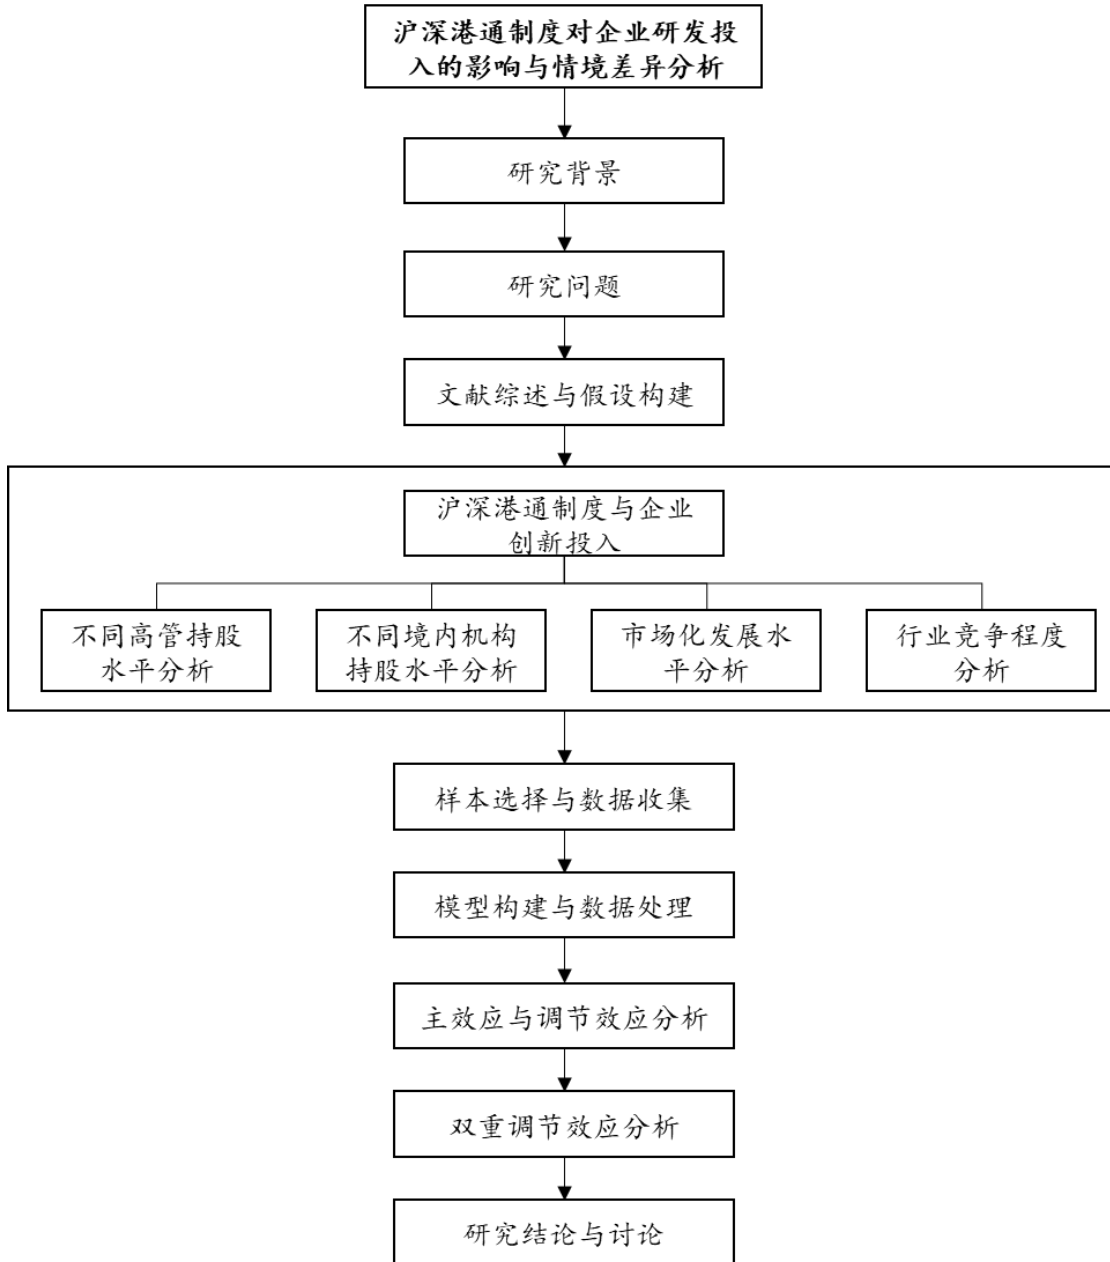 沪深港通制度对企业研发投
入的影响与情境差异分析
研究背景
研究问题
文献综述与假设构建
沪深港通制度与企业
创新投入
不同高管持股
水平分析
不同境内机构
持股水平分析
市场化发展水
平分析
行业竞争程度
分析
样本选择与数据收集
模型构建与数据处理
主效应与调节效应分析
双重调节效应分析
研究结论与讨论